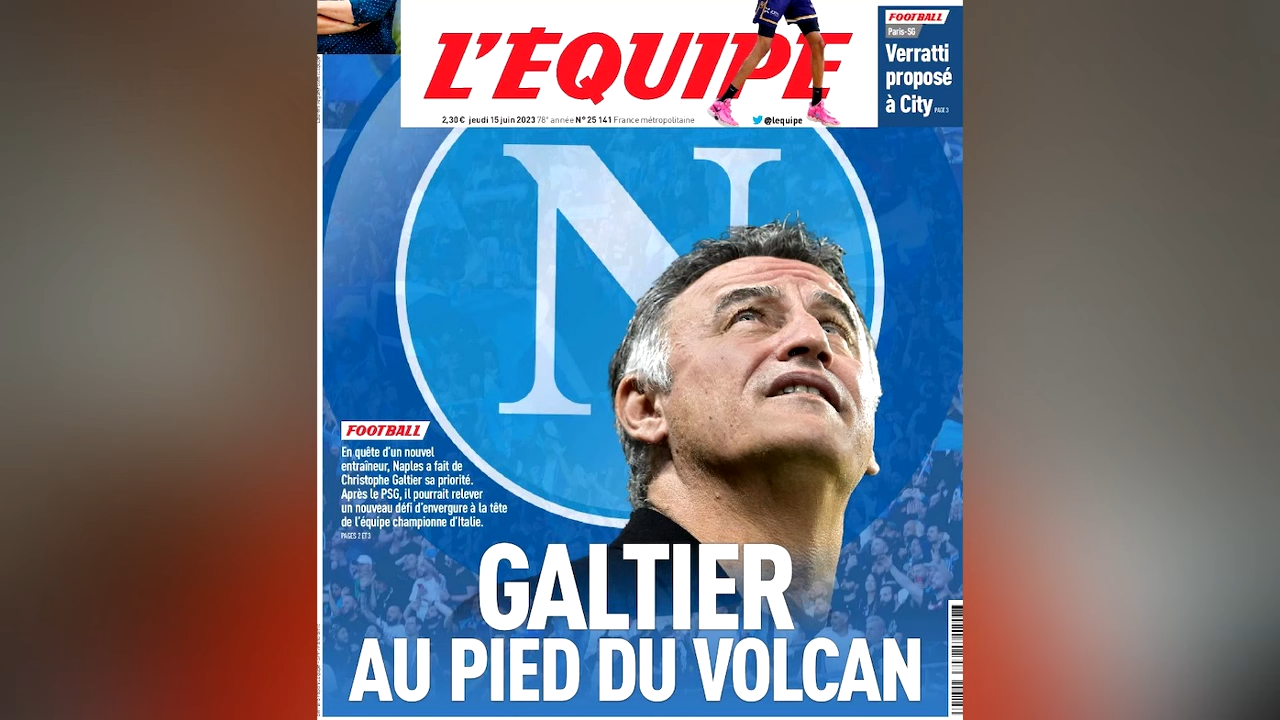 L'ÉQUIPE
2,30 € jeudi 15 juin 2023 78e année N° 25 141 France métropolitaine
@lequipe
FOOTBALL
Paris-SG
Verratti
proposé
à City PAGE 3
N
FOOTBALL
En quête d'un nouvel
entraîneur, Naples a fait de
Christophe Galtier sa priorité.
Après le PSG, il pourrait relever
un nouveau défi d'envergure à la tête
de l'équipe championne d'Italie.
PAGES 2 ET 3
GALTIER
AU PIED DU VOLCAN